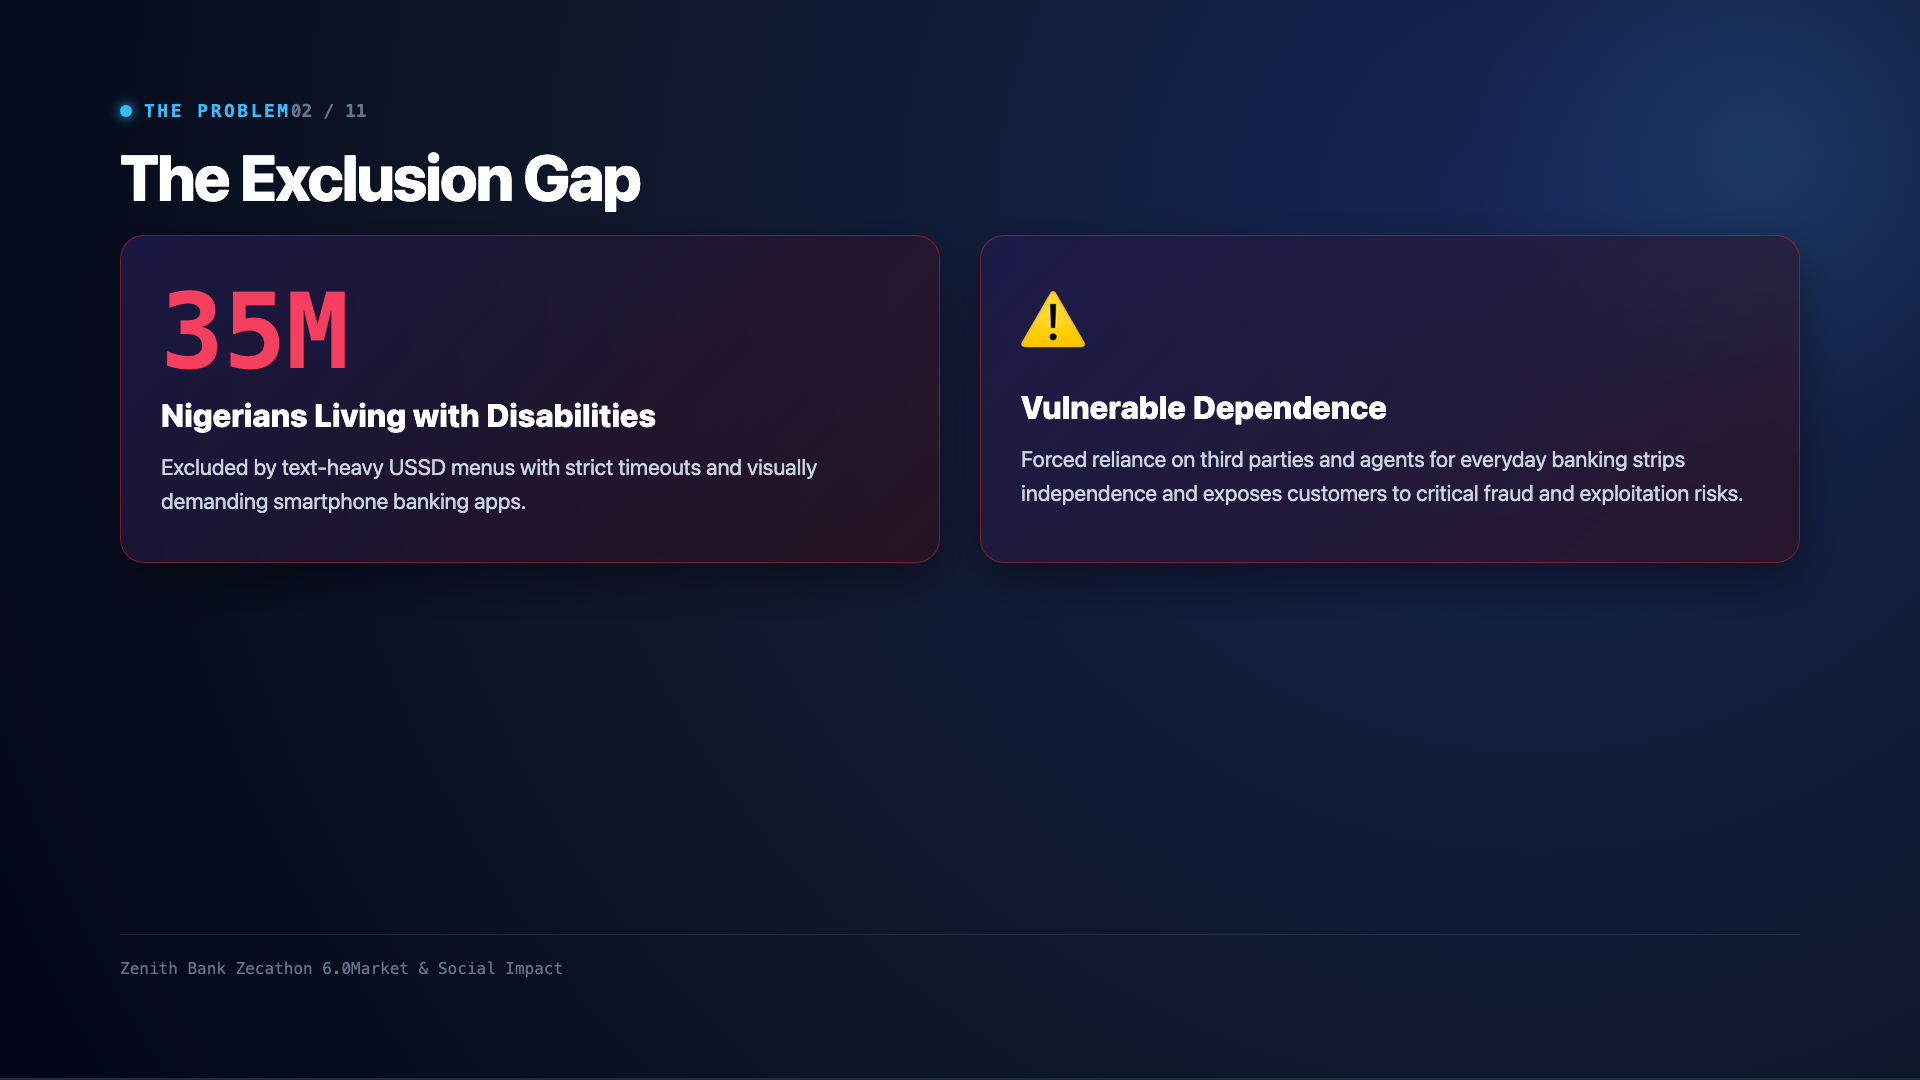 THE PROBLEM02 / 11
The Exclusion Gap
35M
Nigerians Living with Disabilities
Excluded by text-heavy USSD menus with strict timeouts and visually
demanding smartphone banking apps.
Vulnerable Dependence
Forced reliance on third parties and agents for everyday banking strips
independence and exposes customers to critical fraud and exploitation risks.
Zenith Bank Zecathon 6.0Market & Social Impact